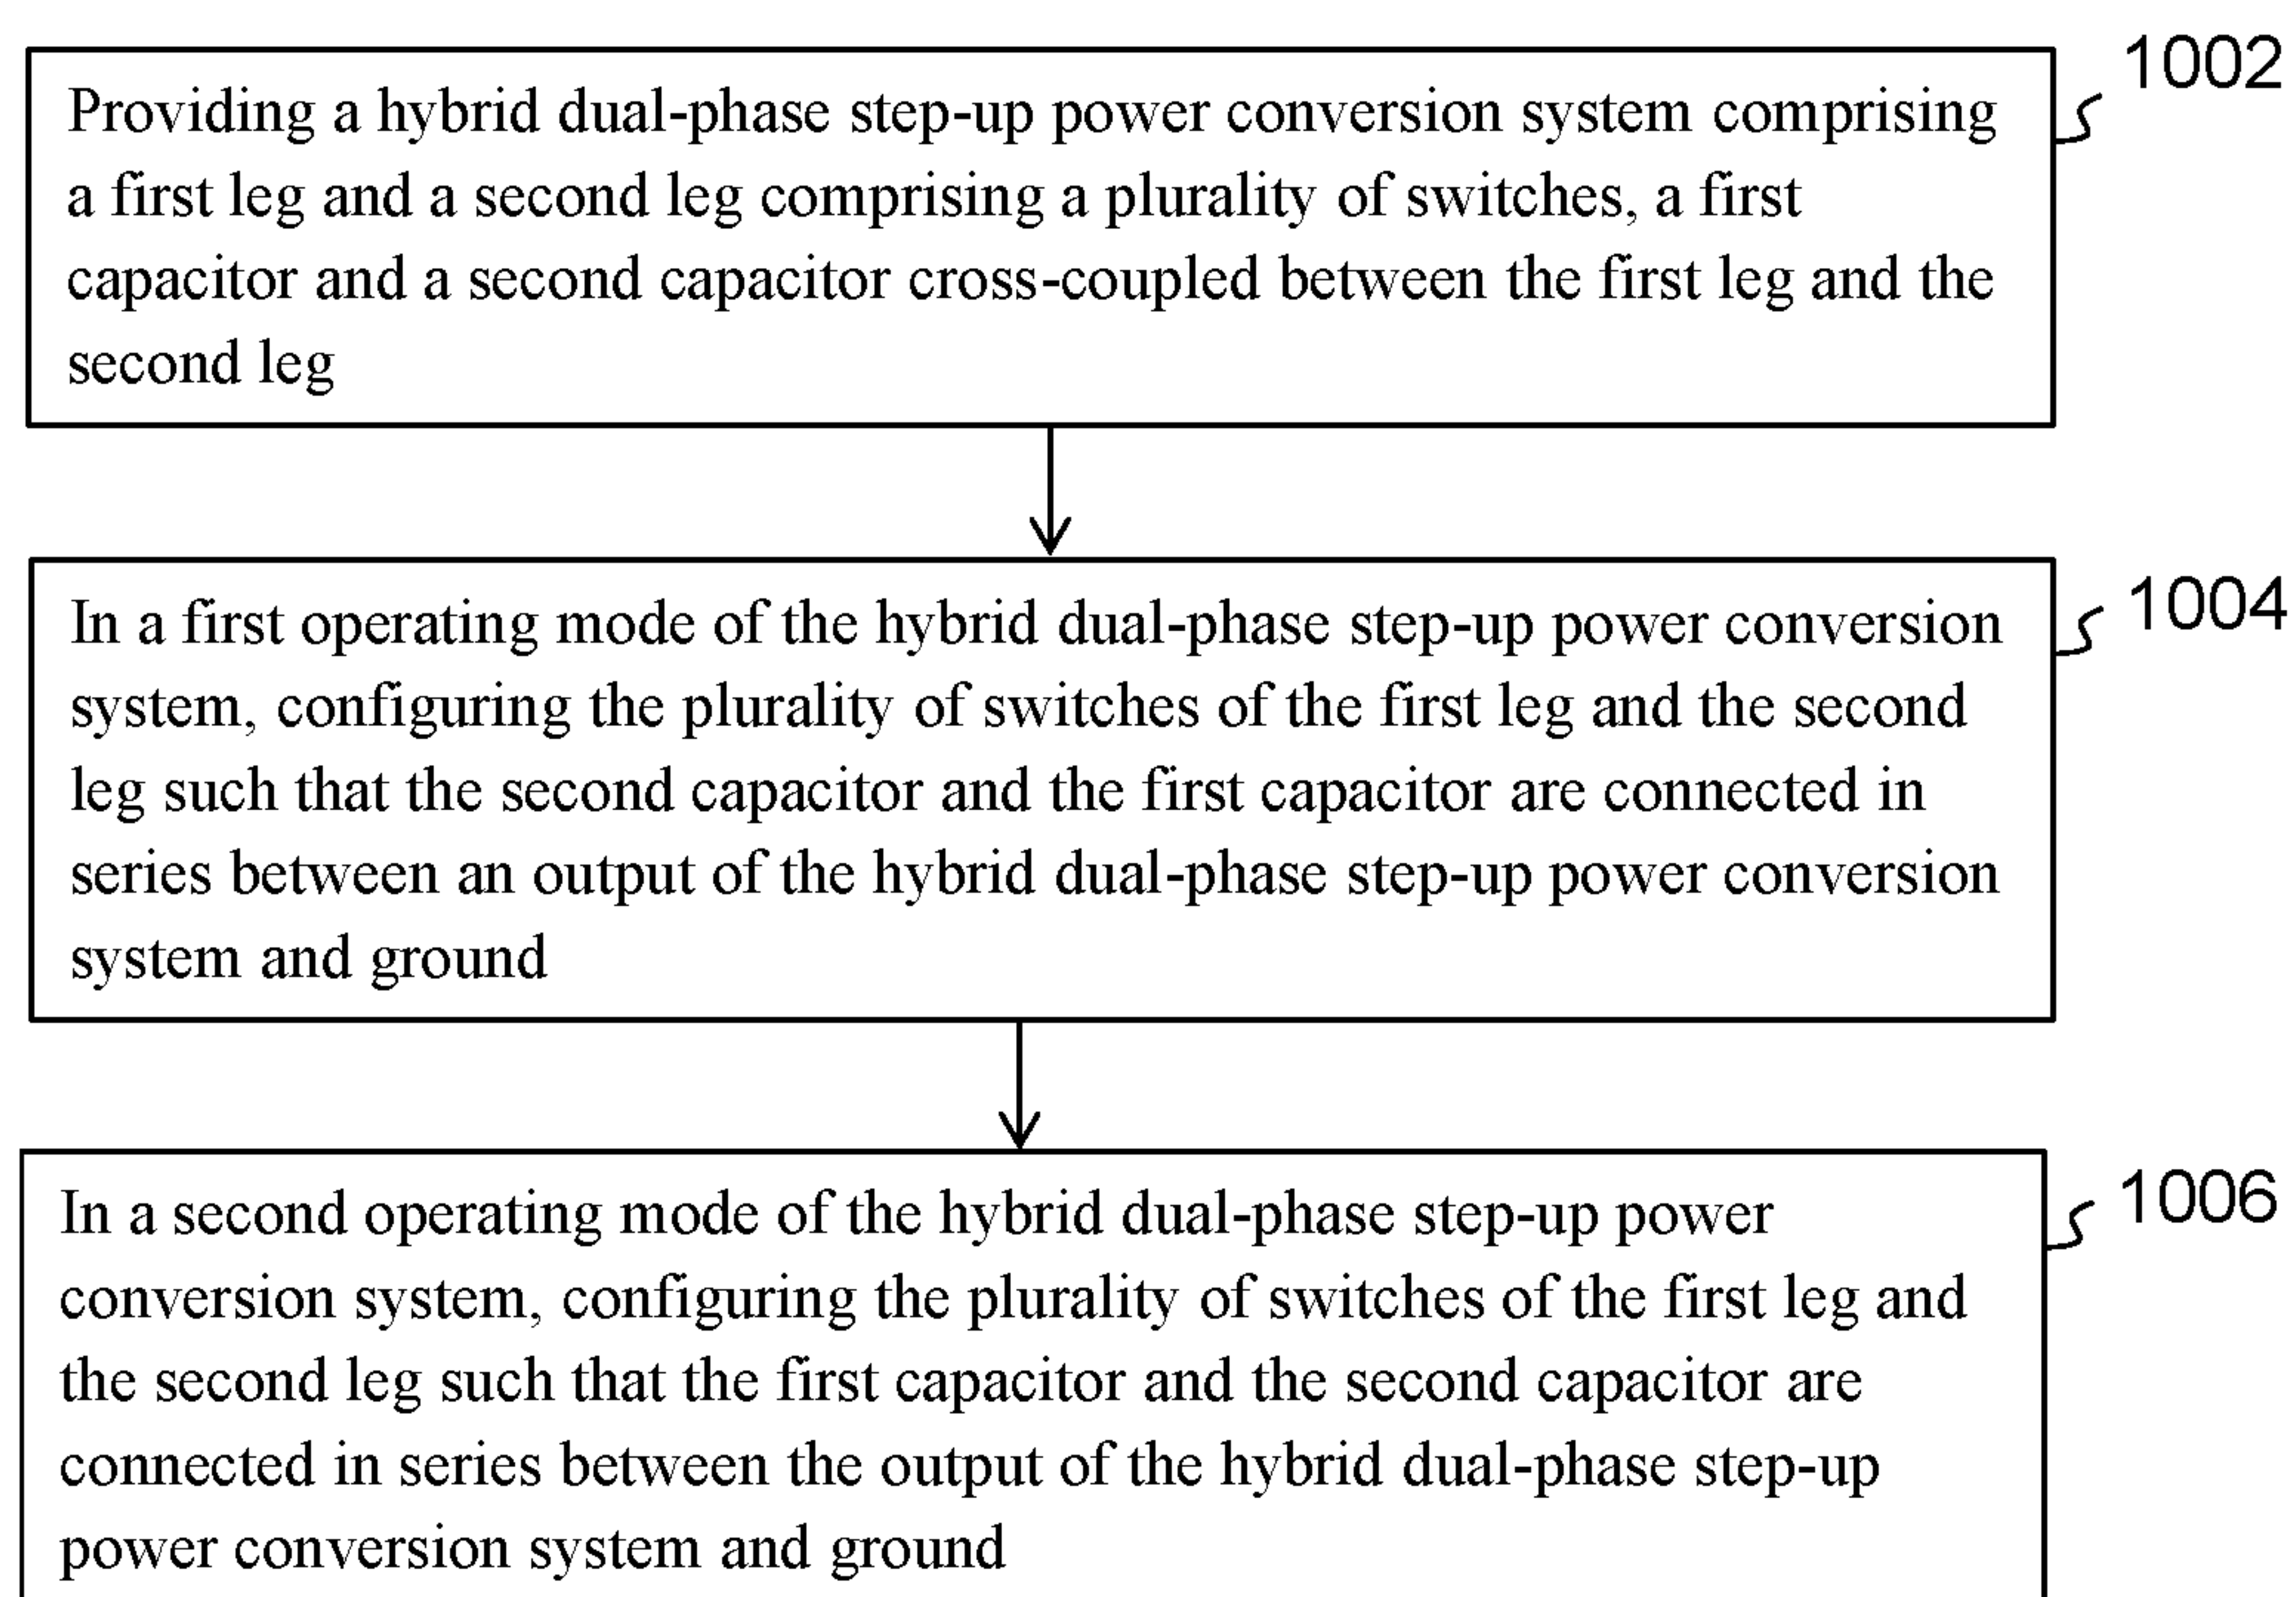 1002
Providing a hybrid dual-phase step-up power conversion system comprising
a first leg and a second leg comprising a plurality of switches, a first
capacitor and a second capacitor cross-coupled between the first leg and the
second leg
1004
In a first operating mode of the hybrid dual-phase step-up power conversion
system, configuring the plurality of switches of the first leg and the second
leg such that the second capacitor and the first capacitor are connected in
series between an output of the hybrid dual-phase step-up power conversion
system and ground
1006
In a second operating mode of the hybrid dual-phase step-up power
conversion system, configuring the plurality of switches of the first leg and
the second leg such that the first capacitor and the second capacitor are
connected in series between the output of the hybrid dual-phase step-up
power conversion system and ground